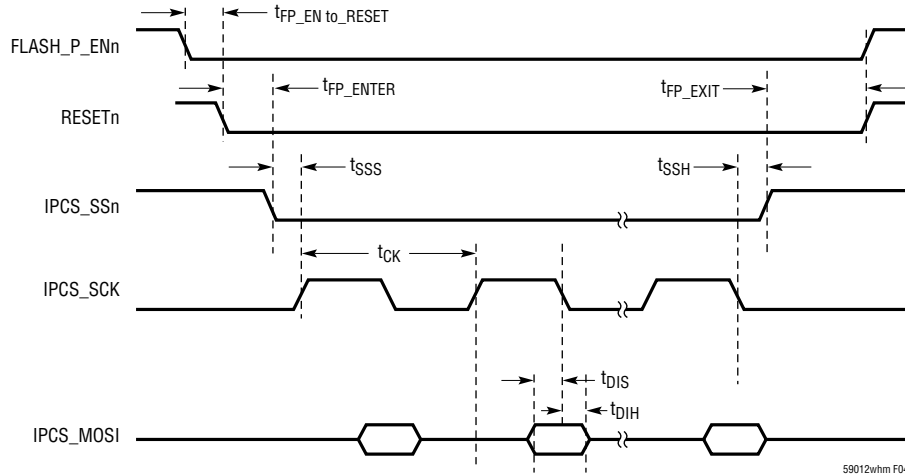 tFP_EN to_RESET
FLASH_P_ENn
tFP_ENTER
tFP_EXIT
RESETn
tSSS
tSSH
IPCS_SSn
tCK
IPCS_SCK
tDIS
tDIH
IPCS_MOSI
59012whm F04